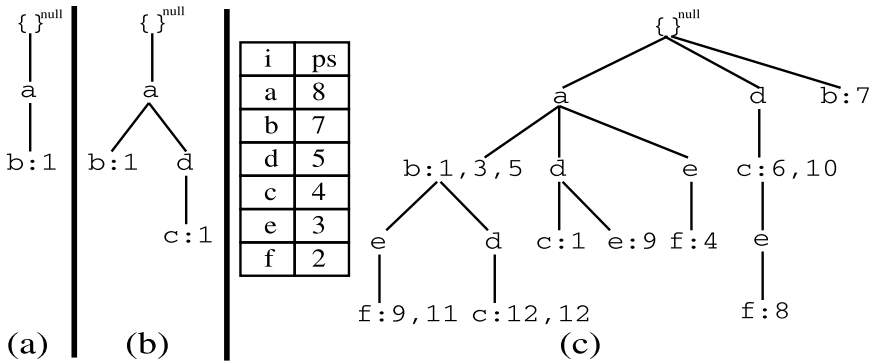 {}null
a
b:1
(a)
{}null
a
b:1 d
c:1
(b)
i ps
a 8
b 7
d 5
c 4
e 3
f 2
{}null
a d b:7
b:1,3,5 d e c:6,10
e d c:1 e:9 f:4 e
f:9,11 c:12,12 f:8
(c)